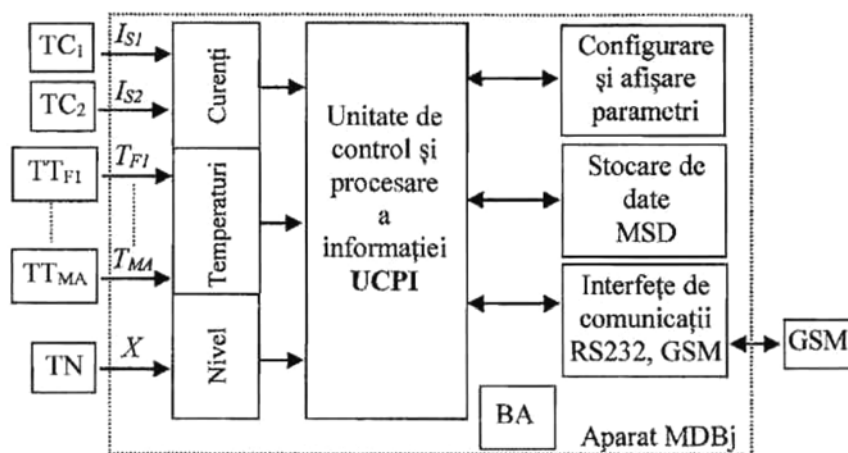 TC1
IS1
TC2
IS2
TTF1
TF1
TTMA
TMA
TN
X
Curenți
Temperaturi
Nivel
Unitate de
control și
procesare
a
informației
UCPI
Configurare
și afișare
parametri
Stocare de
date
MSD
Interfețe de
comunicații
RS232, GSM
GSM
BA
Aparat MDBj